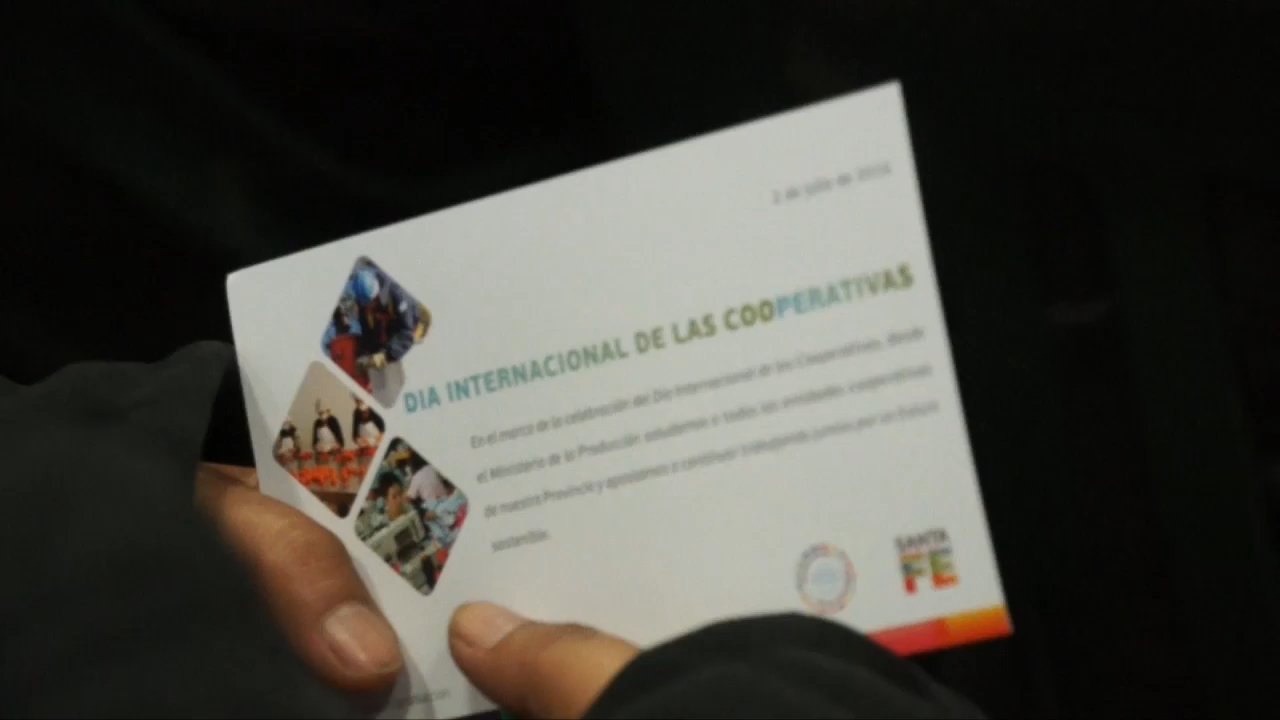 2 de julio de 2016
DIA INTERNACIONAL DE LAS COOPERATIVAS
En el marco de la celebración del Día Internacional de las Cooperativas, desde
el Ministerio de la Producción saludamos a todas las entidades cooperativas
de nuestra Provincia y apostamos a continuar trabajando juntos por un futuro
sostenible.
SANTA
FE